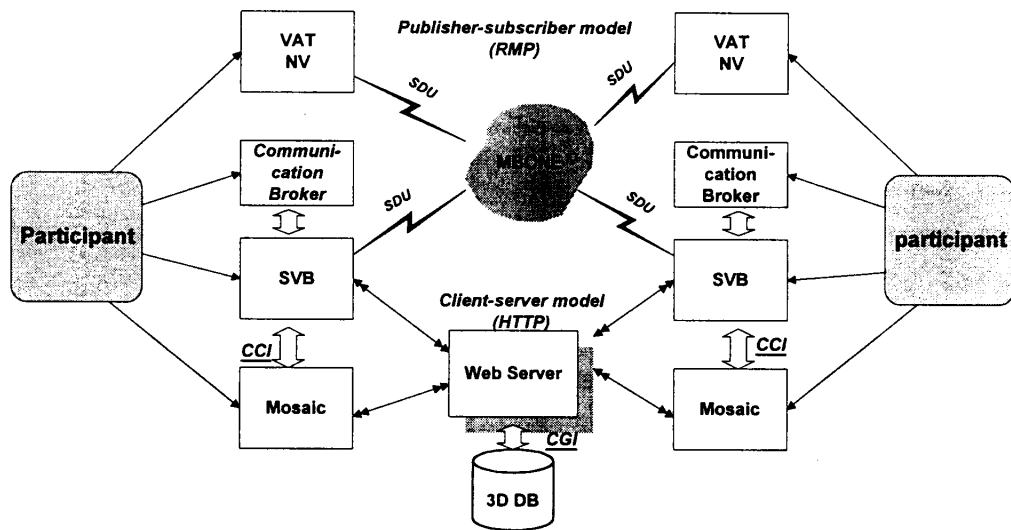 Publisher-subscriber model
(RMP)
VAT
NV
VAT
NV
SDU
SDU
MBONE
Communi-
cation
Broker
Communi-
cation
Broker
SDU
SDU
Participant
participant
SVB
SVB
Client-server model
(HTTP)
CCI
CCI
Web Server
Mosaic
Mosaic
CGI
3D DB